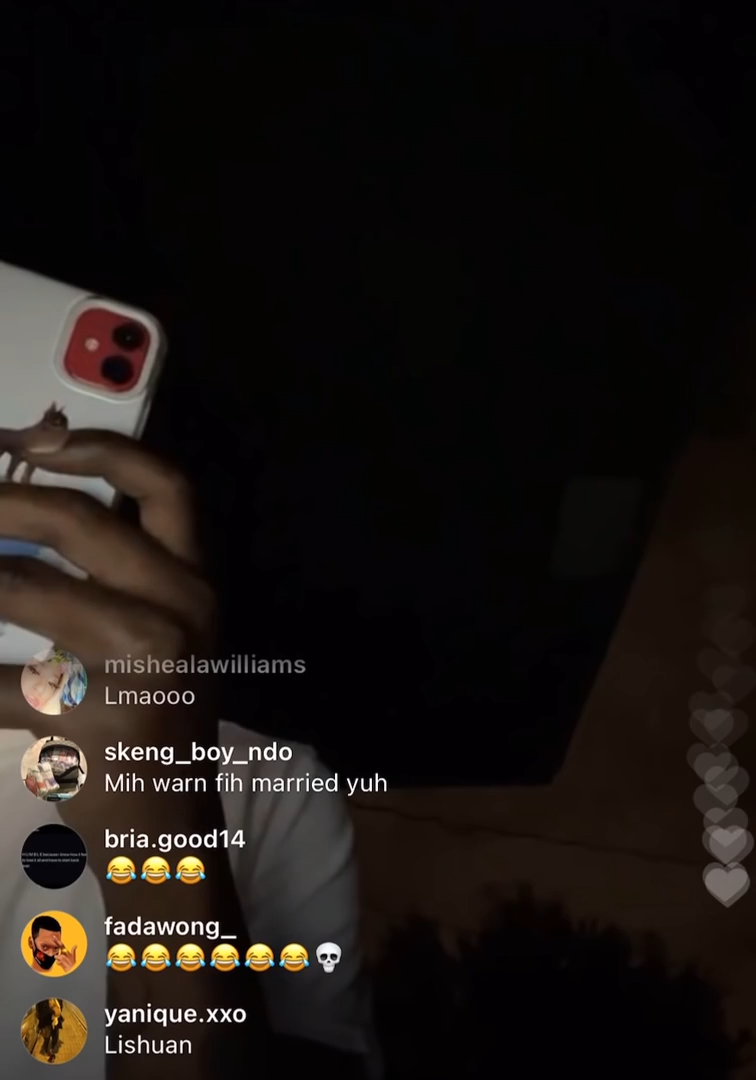 mishealawilliams
Lmaooo
skeng_boy_ndo
Mih warn fih married yuh
bria.good14
😂😂😂
fadawong_
😂😂😂😂😂😂💀
yanique.xxo
Lishuan